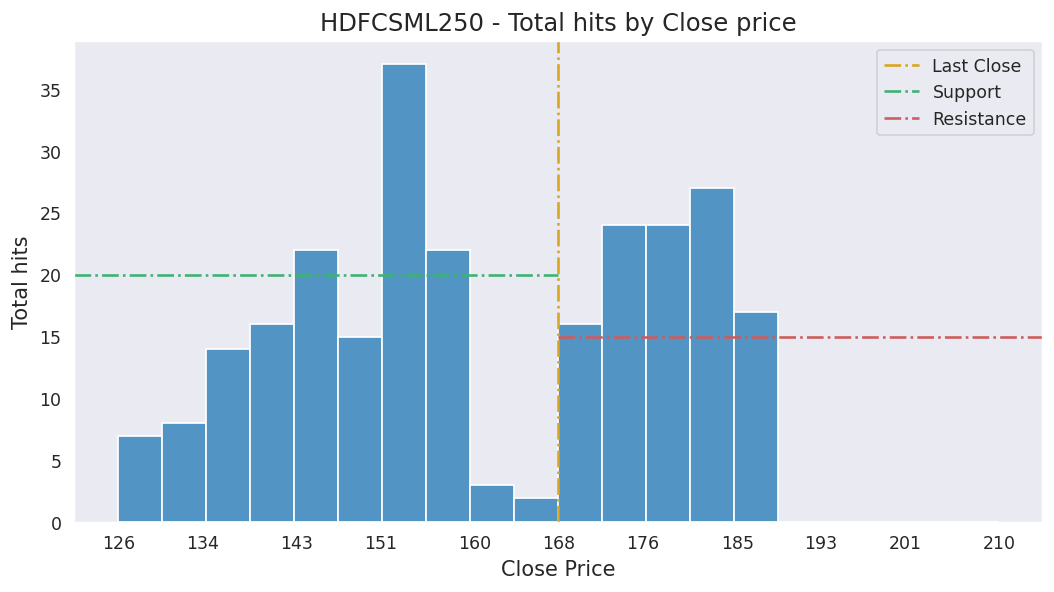 HDFCSML250 - Total hits by Close price
Last Close
Support
Resistance
Total hits
35
30
25
20
15
10
5
0
126 134 143 151 160 168 176 185 193 201 210
Close Price